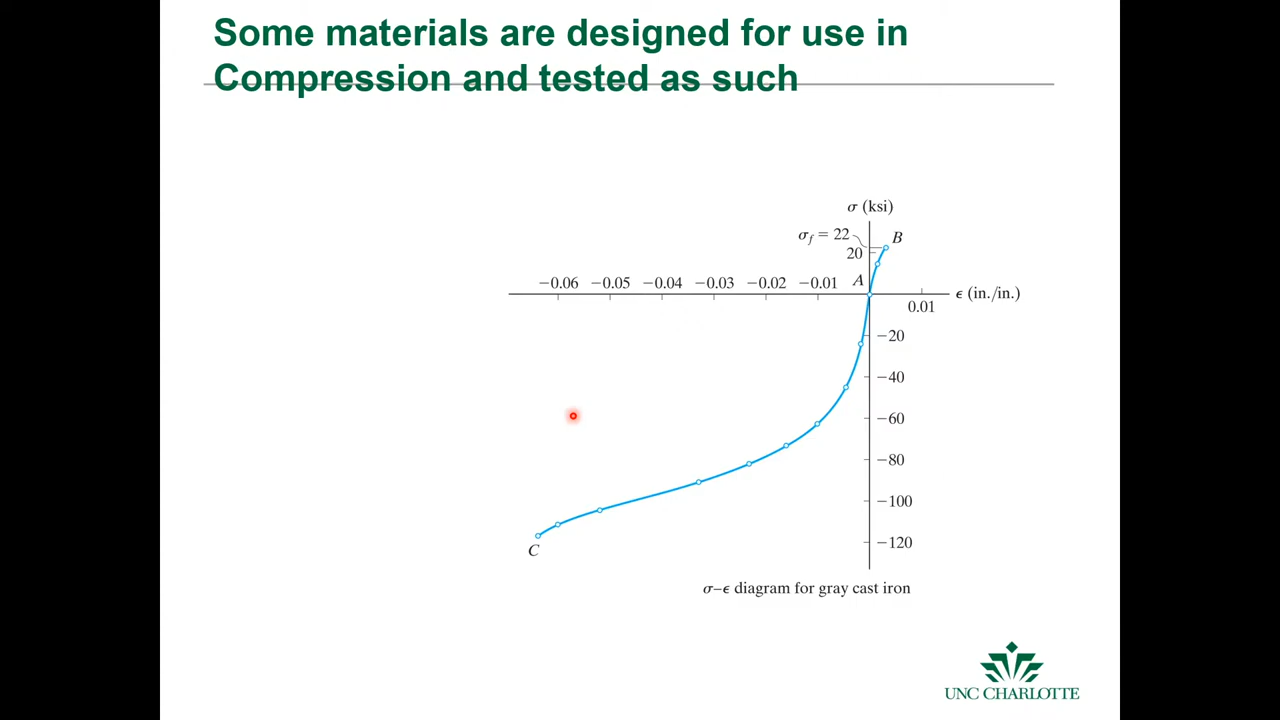 Some materials are designed for use in
Compression and tested as such
σ (ksi)
σf = 22
B
20
−0.06 −0.05 −0.04 −0.03 −0.02 −0.01 A
ϵ (in./in.)
0.01
−20
−40
−60
−80
−100
−120
C
σ–ϵ diagram for gray cast iron
UNC CHARLOTTE